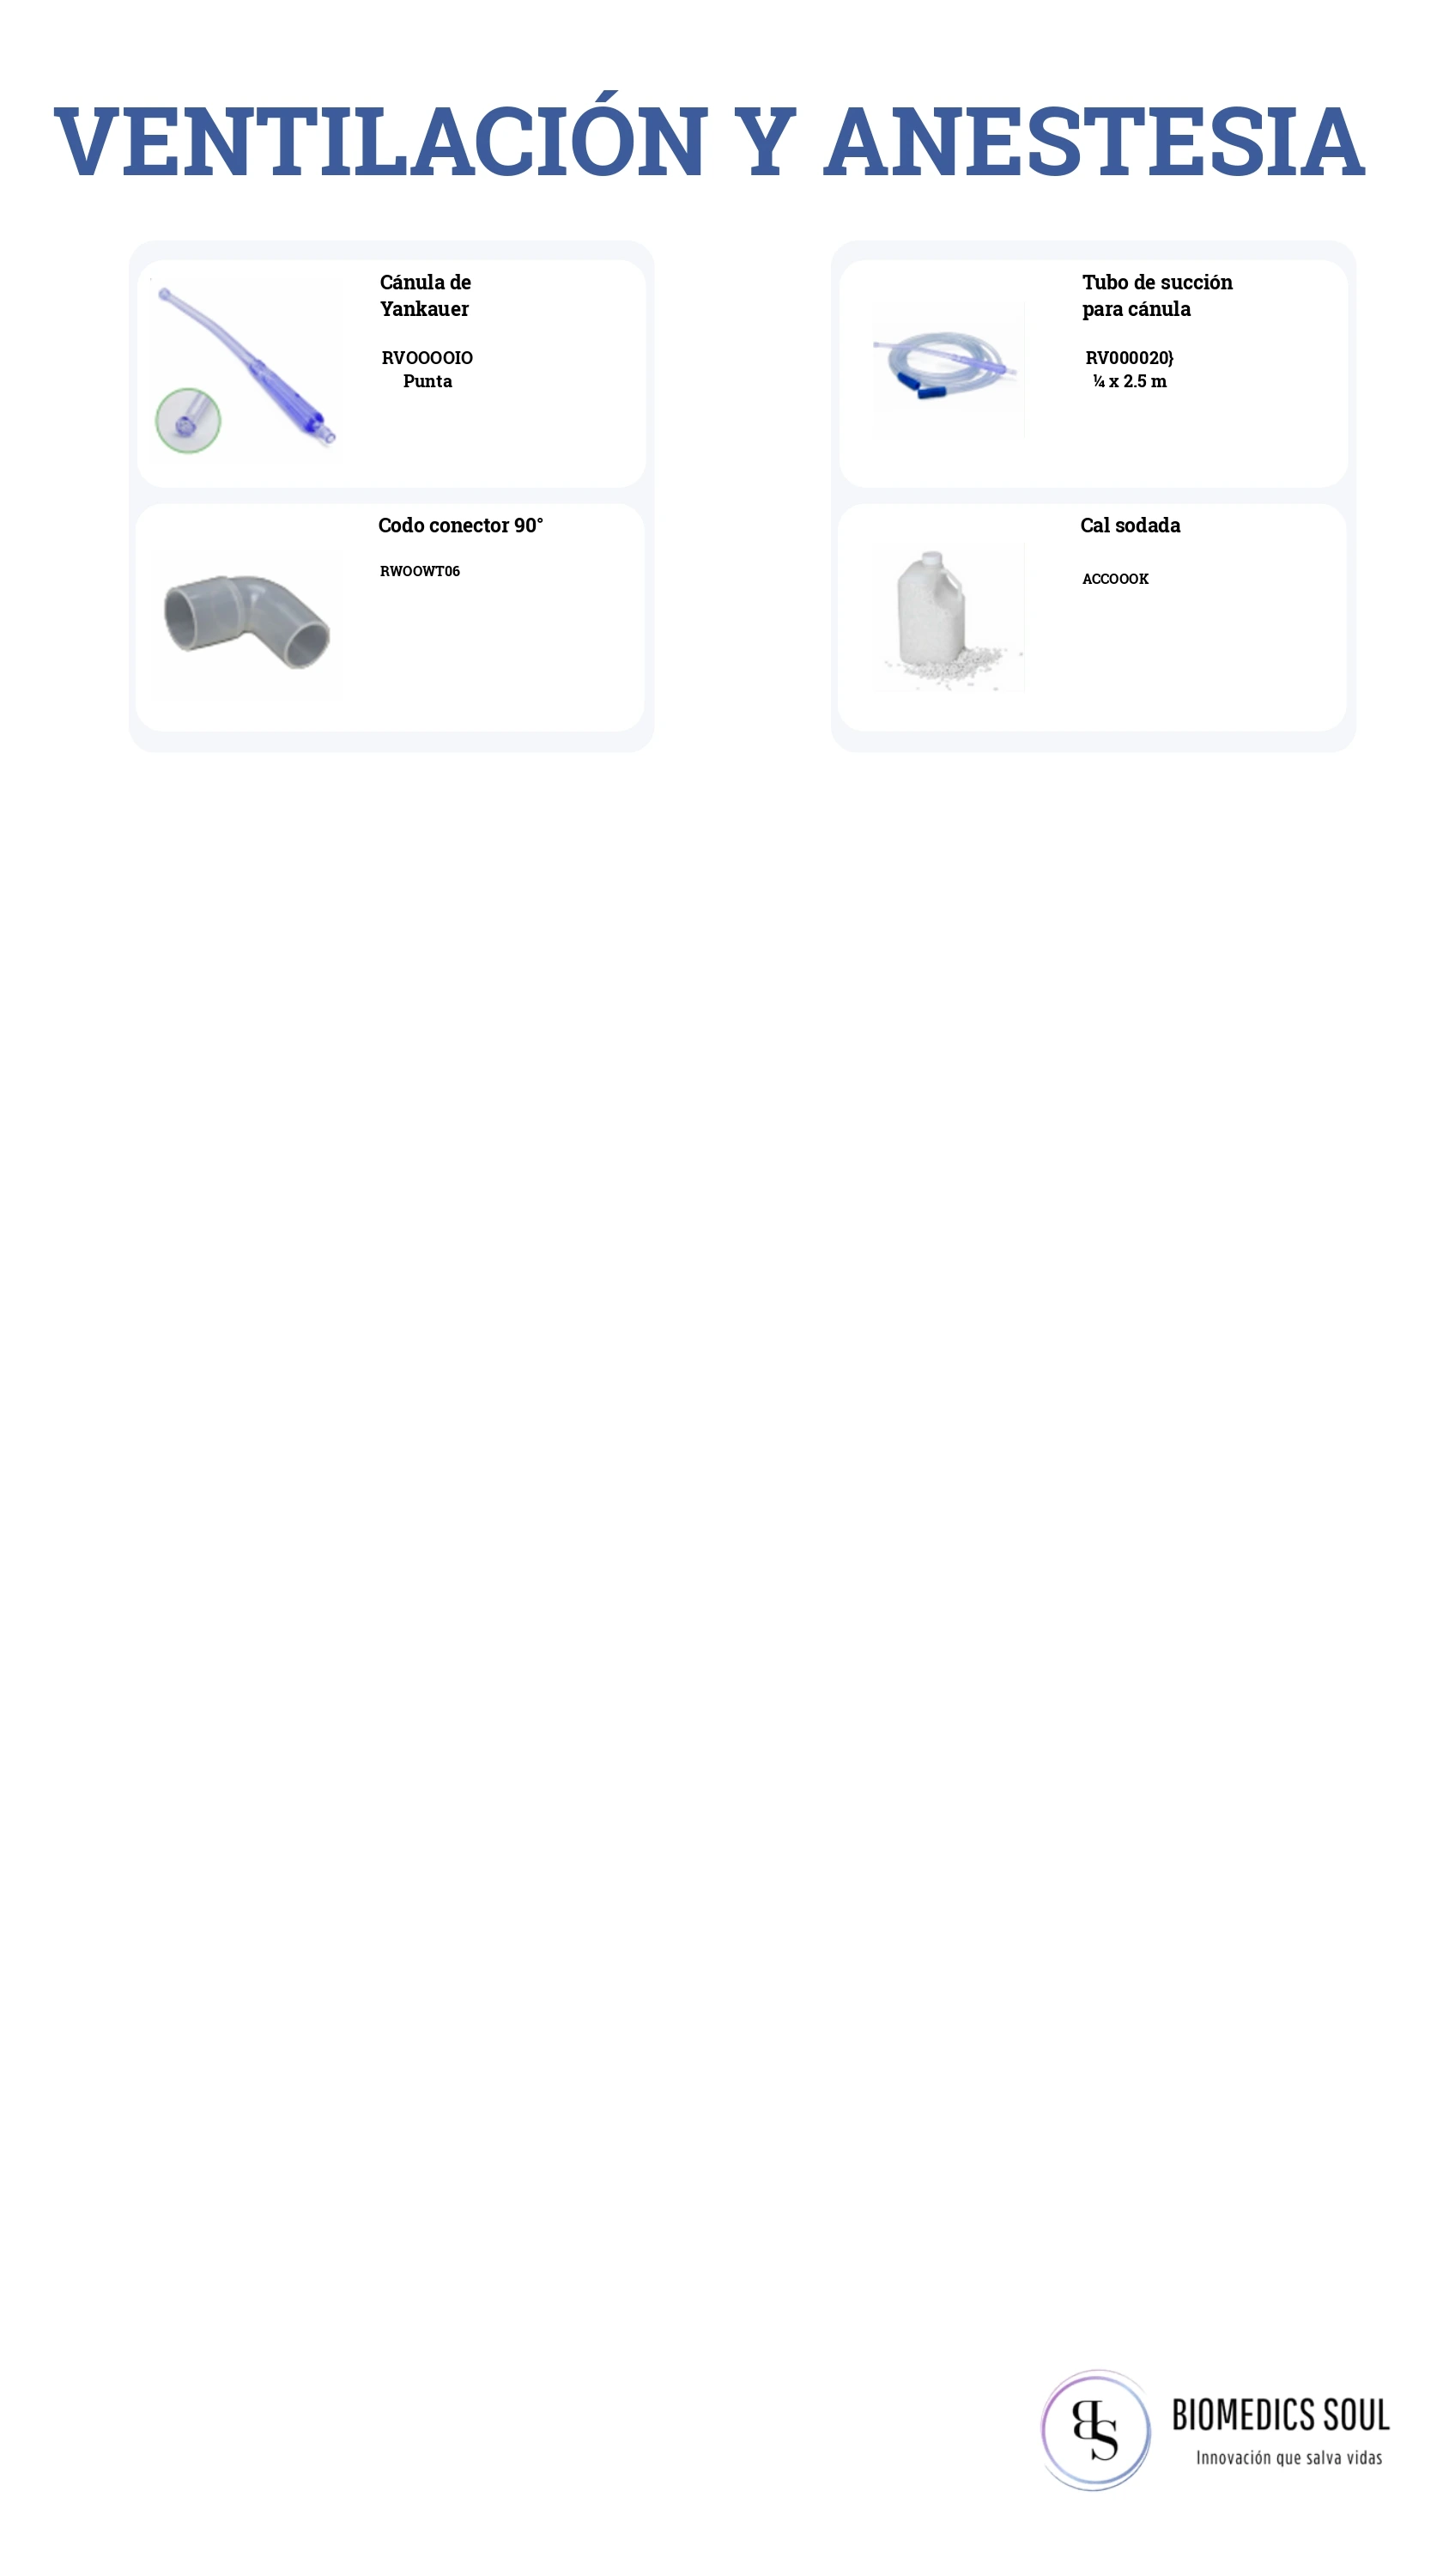 VENTILACIÓN Y ANESTESIA
Cánula de
Yankauer
RVOOOOIO
Punta
Tubo de succión
para cánula
RV000020}
¼ x 2.5 m
Codo conector 90°
RWOOWT06
Cal sodada
ACCOOOK
BS
BIOMEDICS SOUL
Innovación que salva vidas